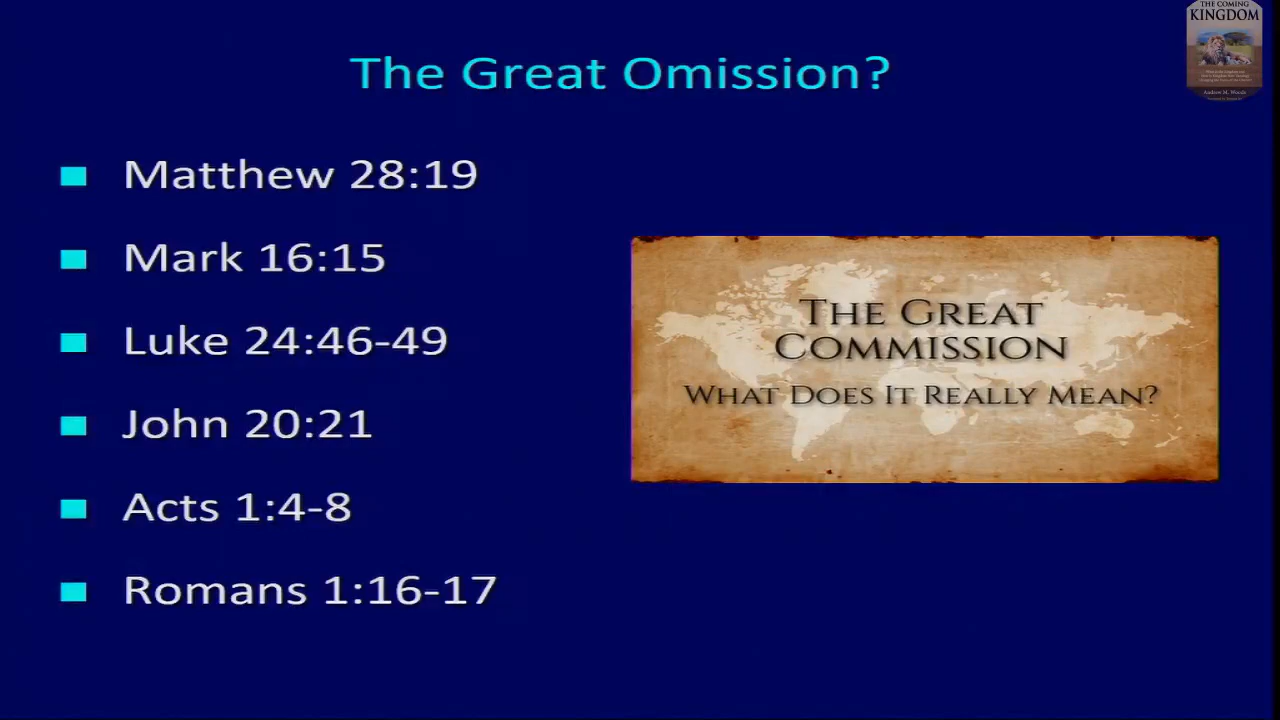 THE COMING
KINGDOM
The Great Omission?
Matthew 28:19
Mark 16:15
Luke 24:46-49
John 20:21
Acts 1:4-8
Romans 1:16-17
THE GREAT
COMMISSION
WHAT DOES IT REALLY MEAN?
Andrew M. Woods